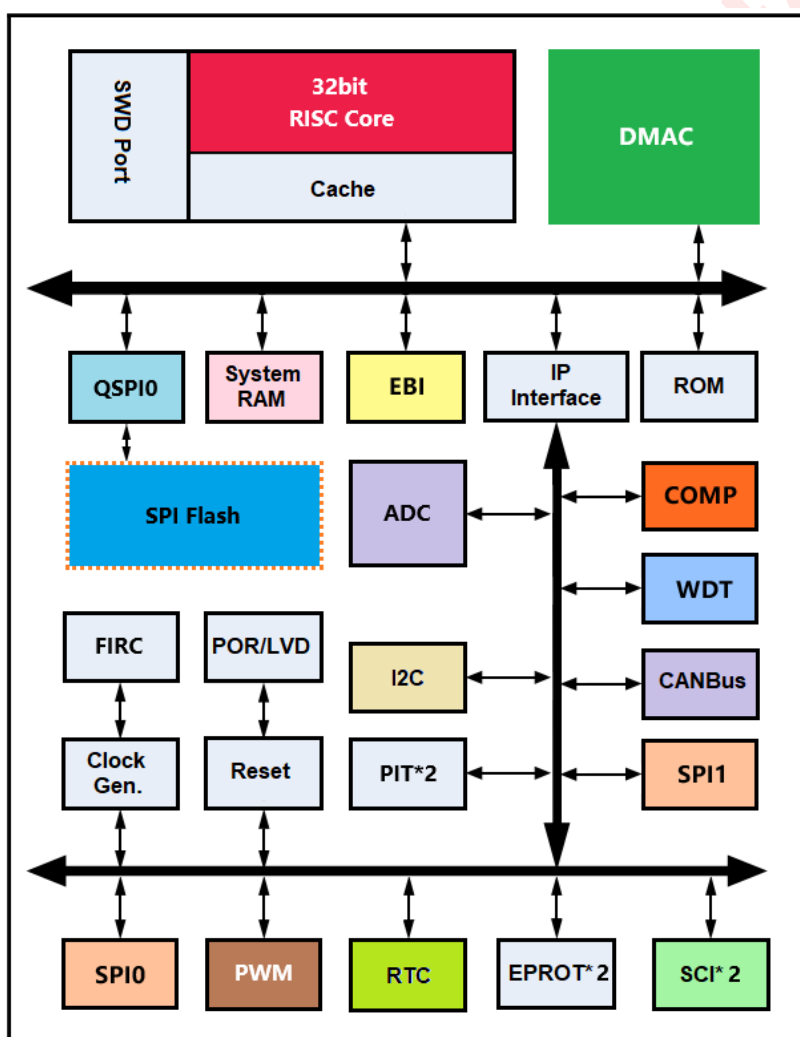 SWD Port
32bit
RISC Core
Cache
DMAC
QSPI0
System
RAM
EBI
IP
Interface
ROM
SPI Flash
ADC
COMP
WDT
FIRC
POR/LVD
I2C
CANBus
Clock
Gen.
Reset
PIT*2
SPI1
SPI0
PWM
RTC
EPROT* 2
SCI* 2